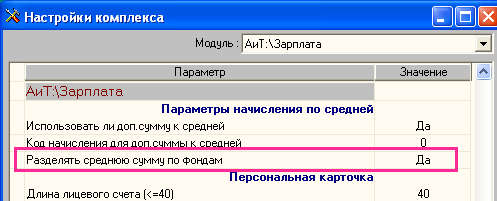 Настройки комплекса
Модуль: АиТ:\Зарплата
Параметр Значение
АиТ:\Зарплата
Параметры начисления по средней
Использовать ли доп.сумму к средней Да
Код начисления для доп.суммы к средней 0
Разделять среднюю сумму по фондам Да
Персональная карточка
Длина лицевого счета (<=40) 40